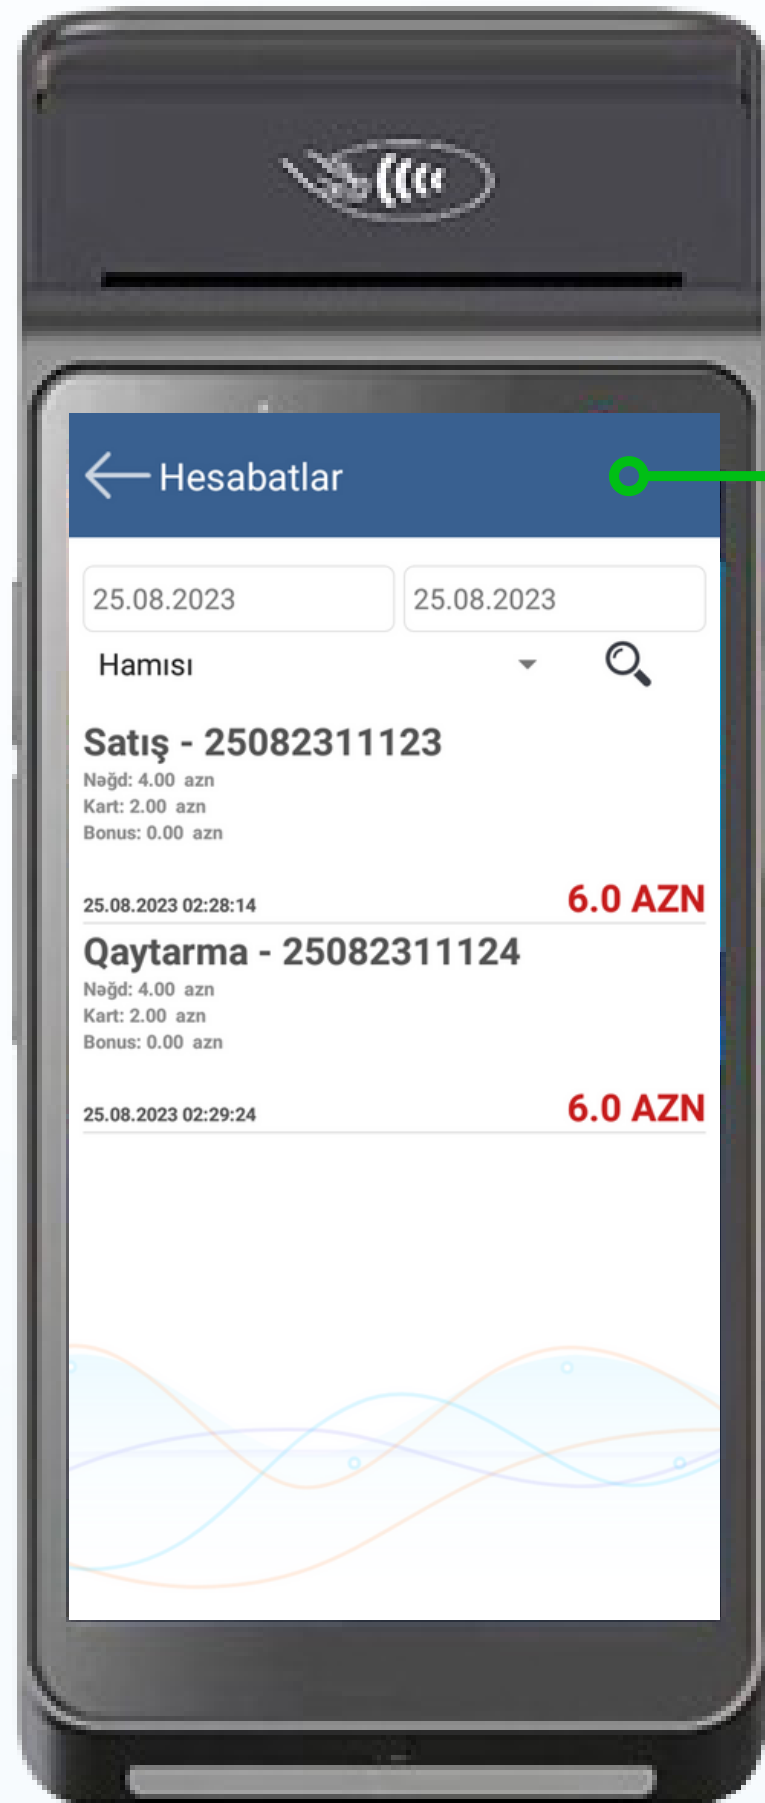 Hesabatlar
25.08.2023 25.08.2023
Hamısı
Satış - 25082311123
Nəğd: 4.00 azn
Kart: 2.00 azn
Bonus: 0.00 azn
25.08.2023 02:28:14 6.0 AZN
Qaytarma - 25082311124
Nəğd: 4.00 azn
Kart: 2.00 azn
Bonus: 0.00 azn
25.08.2023 02:29:24 6.0 AZN